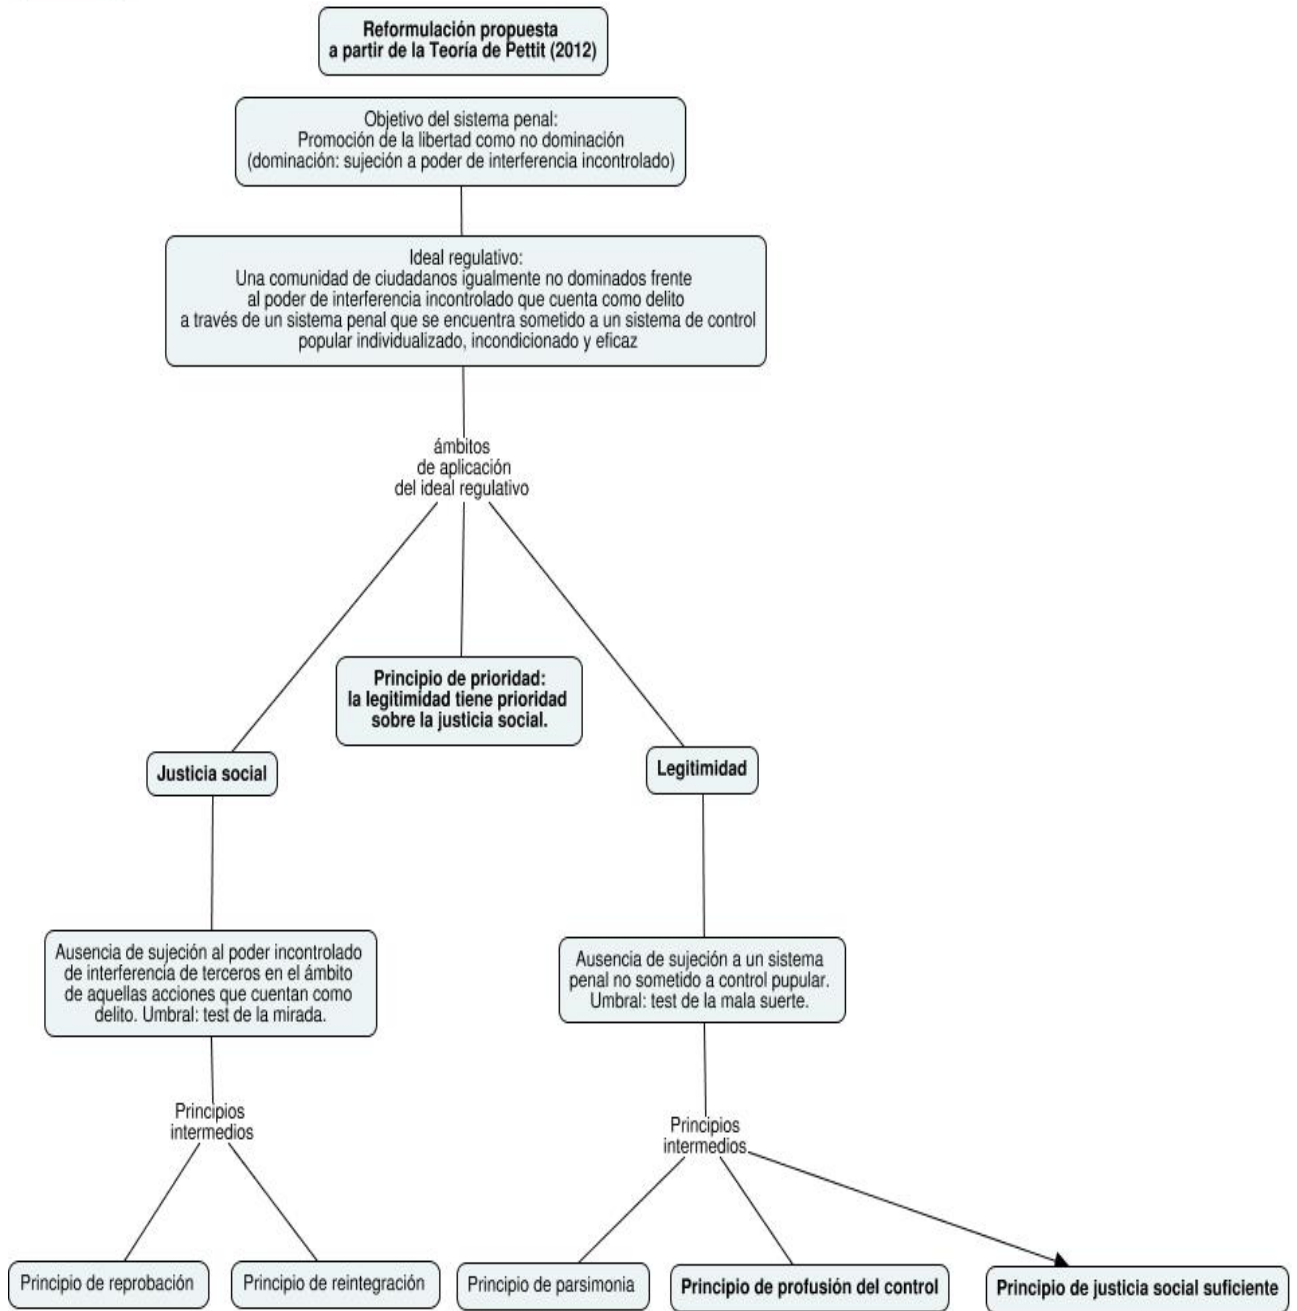 Reformulación propuesta
a partir de la Teoría de Pettit (2012)
Objetivo del sistema penal:
Promoción de la libertad como no dominación
(dominación: sujeción a poder de interferencia incontrolado)
Ideal regulativo:
Una comunidad de ciudadanos igualmente no dominados frente
al poder de interferencia incontrolado que cuenta como delito
a través de un sistema penal que se encuentra sometido a un sistema de control
popular individualizado, incondicionado y eficaz
ámbitos
de aplicación
del ideal regulativo
Principio de prioridad:
la legitimidad tiene prioridad
sobre la justicia social.
Justicia social
Legitimidad
Ausencia de sujeción al poder incontrolado
de interferencia de terceros en el ámbito
de aquellas acciones que cuentan como
delito. Umbral: test de la mirada.
Ausencia de sujeción a un sistema
penal no sometido a control pupular.
Umbral: test de la mala suerte.
Principios
intermedios
Principios
intermedios
Principio de reprobación
Principio de reintegración
Principio de parsimonia
Principio de profusión del control
Principio de justicia social suficiente